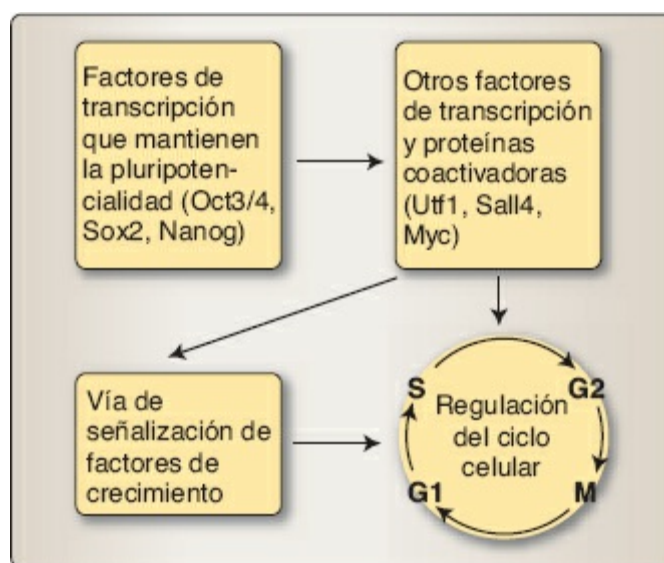 Factores de
transcripción
que mantienen
la pluripoten-
cialidad (Oct3/4,
Sox2, Nanog)
Otros factores
de transcripción
y proteínas
coactivadoras
(Utf1, Sall4,
Myc)
Vía de
señalización de
factores de
crecimiento
S
G2
Regulación
del ciclo
celular
G1
M